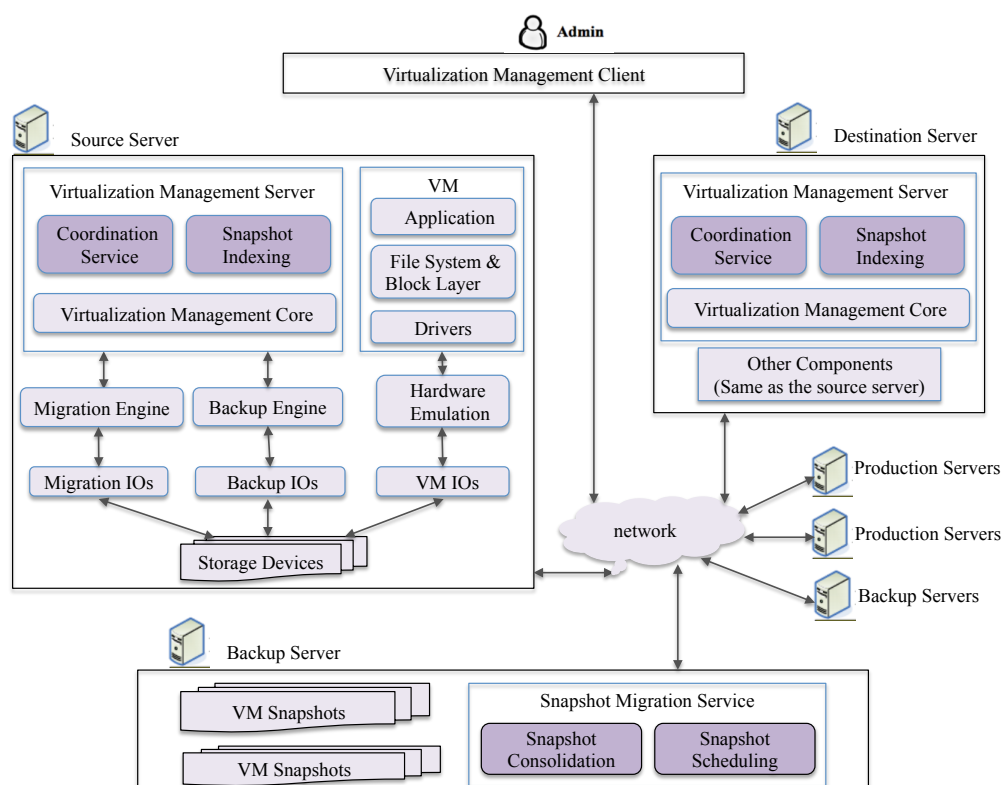 Admin
Virtualization Management Client
Source Server
Destination Server
Virtualization Management Server
Coordination
Service
Snapshot
Indexing
Virtualization Management Core
VM
Application
File System &
Block Layer
Drivers
Migration Engine
Backup Engine
Hardware
Emulation
Migration IOs
Backup IOs
VM IOs
Storage Devices
Virtualization Management Server
Coordination
Service
Snapshot
Indexing
Virtualization Management Core
Other Components
(Same as the source server)
network
Production Servers
Production Servers
Backup Servers
Backup Server
VM Snapshots
VM Snapshots
Snapshot Migration Service
Snapshot
Consolidation
Snapshot
Scheduling